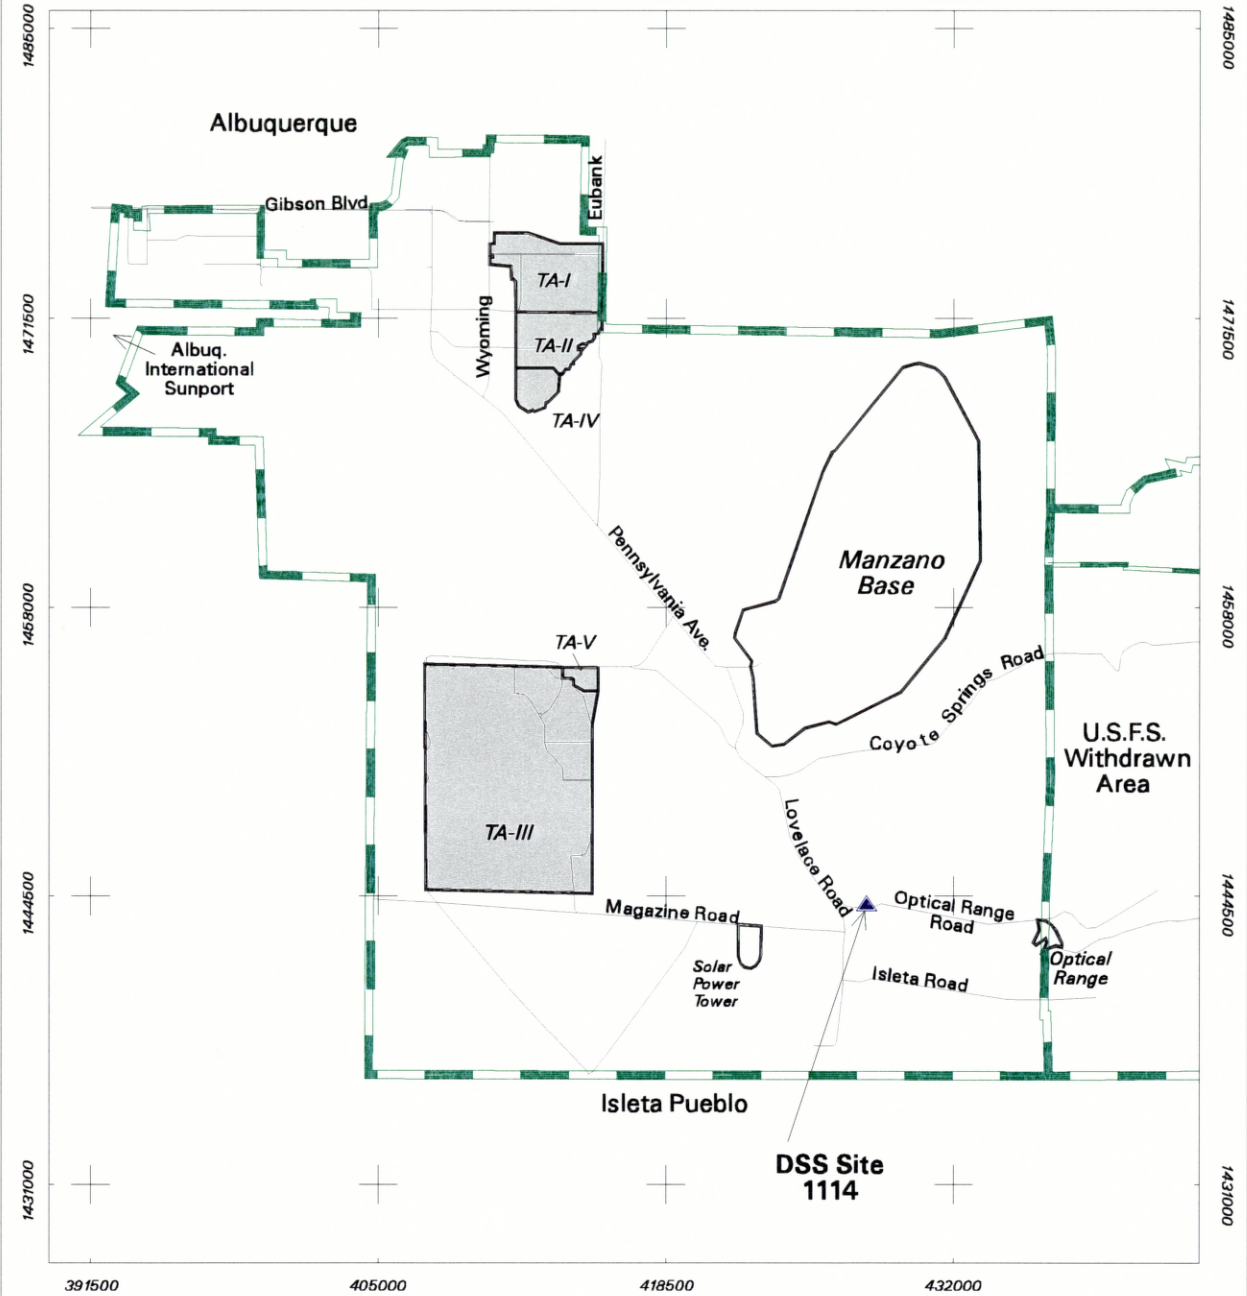 1485000
1485000
Albuquerque
Eubank
Gibson Blvd.
TA-I
Wyoming
1471500
1471500
TA-II
Albuq.
International
Sunport
TA-IV
Pennsylvania Ave.
Manzano
Base
1458000
1458000
TA-V
Coyote Springs Road
U.S.F.S.
Withdrawn
Area
TA-III
Lovelace Road
1444500
1444500
Optical Range
Road
Magazine Road
Solar
Power
Tower
Isleta Road
Optical
Range
Isleta Pueblo
DSS Site
1114
1431000
1431000
391500
405000
418500
432000